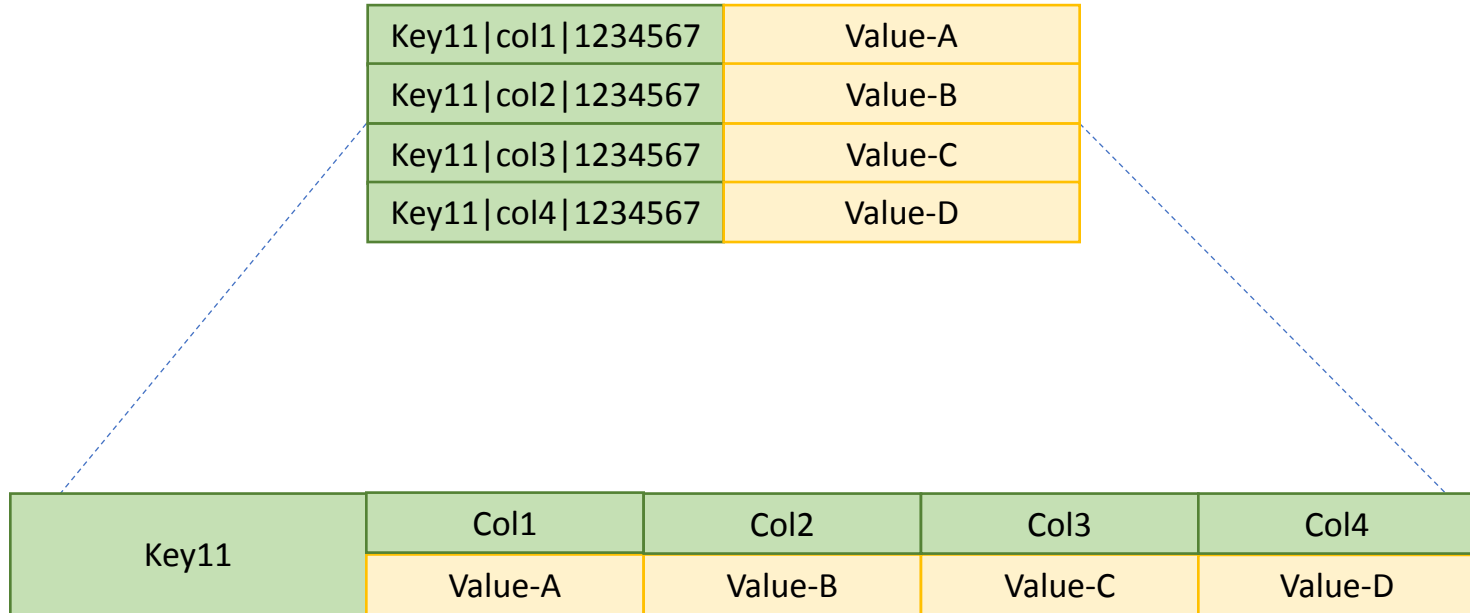 Key11|col1|1234567 Value-A
Key11|col2|1234567 Value-B
Key11|col3|1234567 Value-C
Key11|col4|1234567 Value-D
Key11
Col1 Col2 Col3 Col4
Value-A Value-B Value-C Value-D